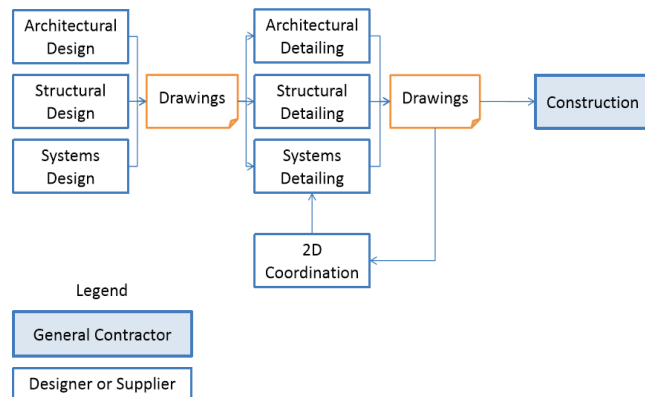 Architectural
Design
Structural
Design
Systems
Design
Drawings
Architectural
Detailing
Structural
Detailing
Systems
Detailing
Drawings
Construction
2D
Coordination
Legend
General Contractor
Designer or Supplier